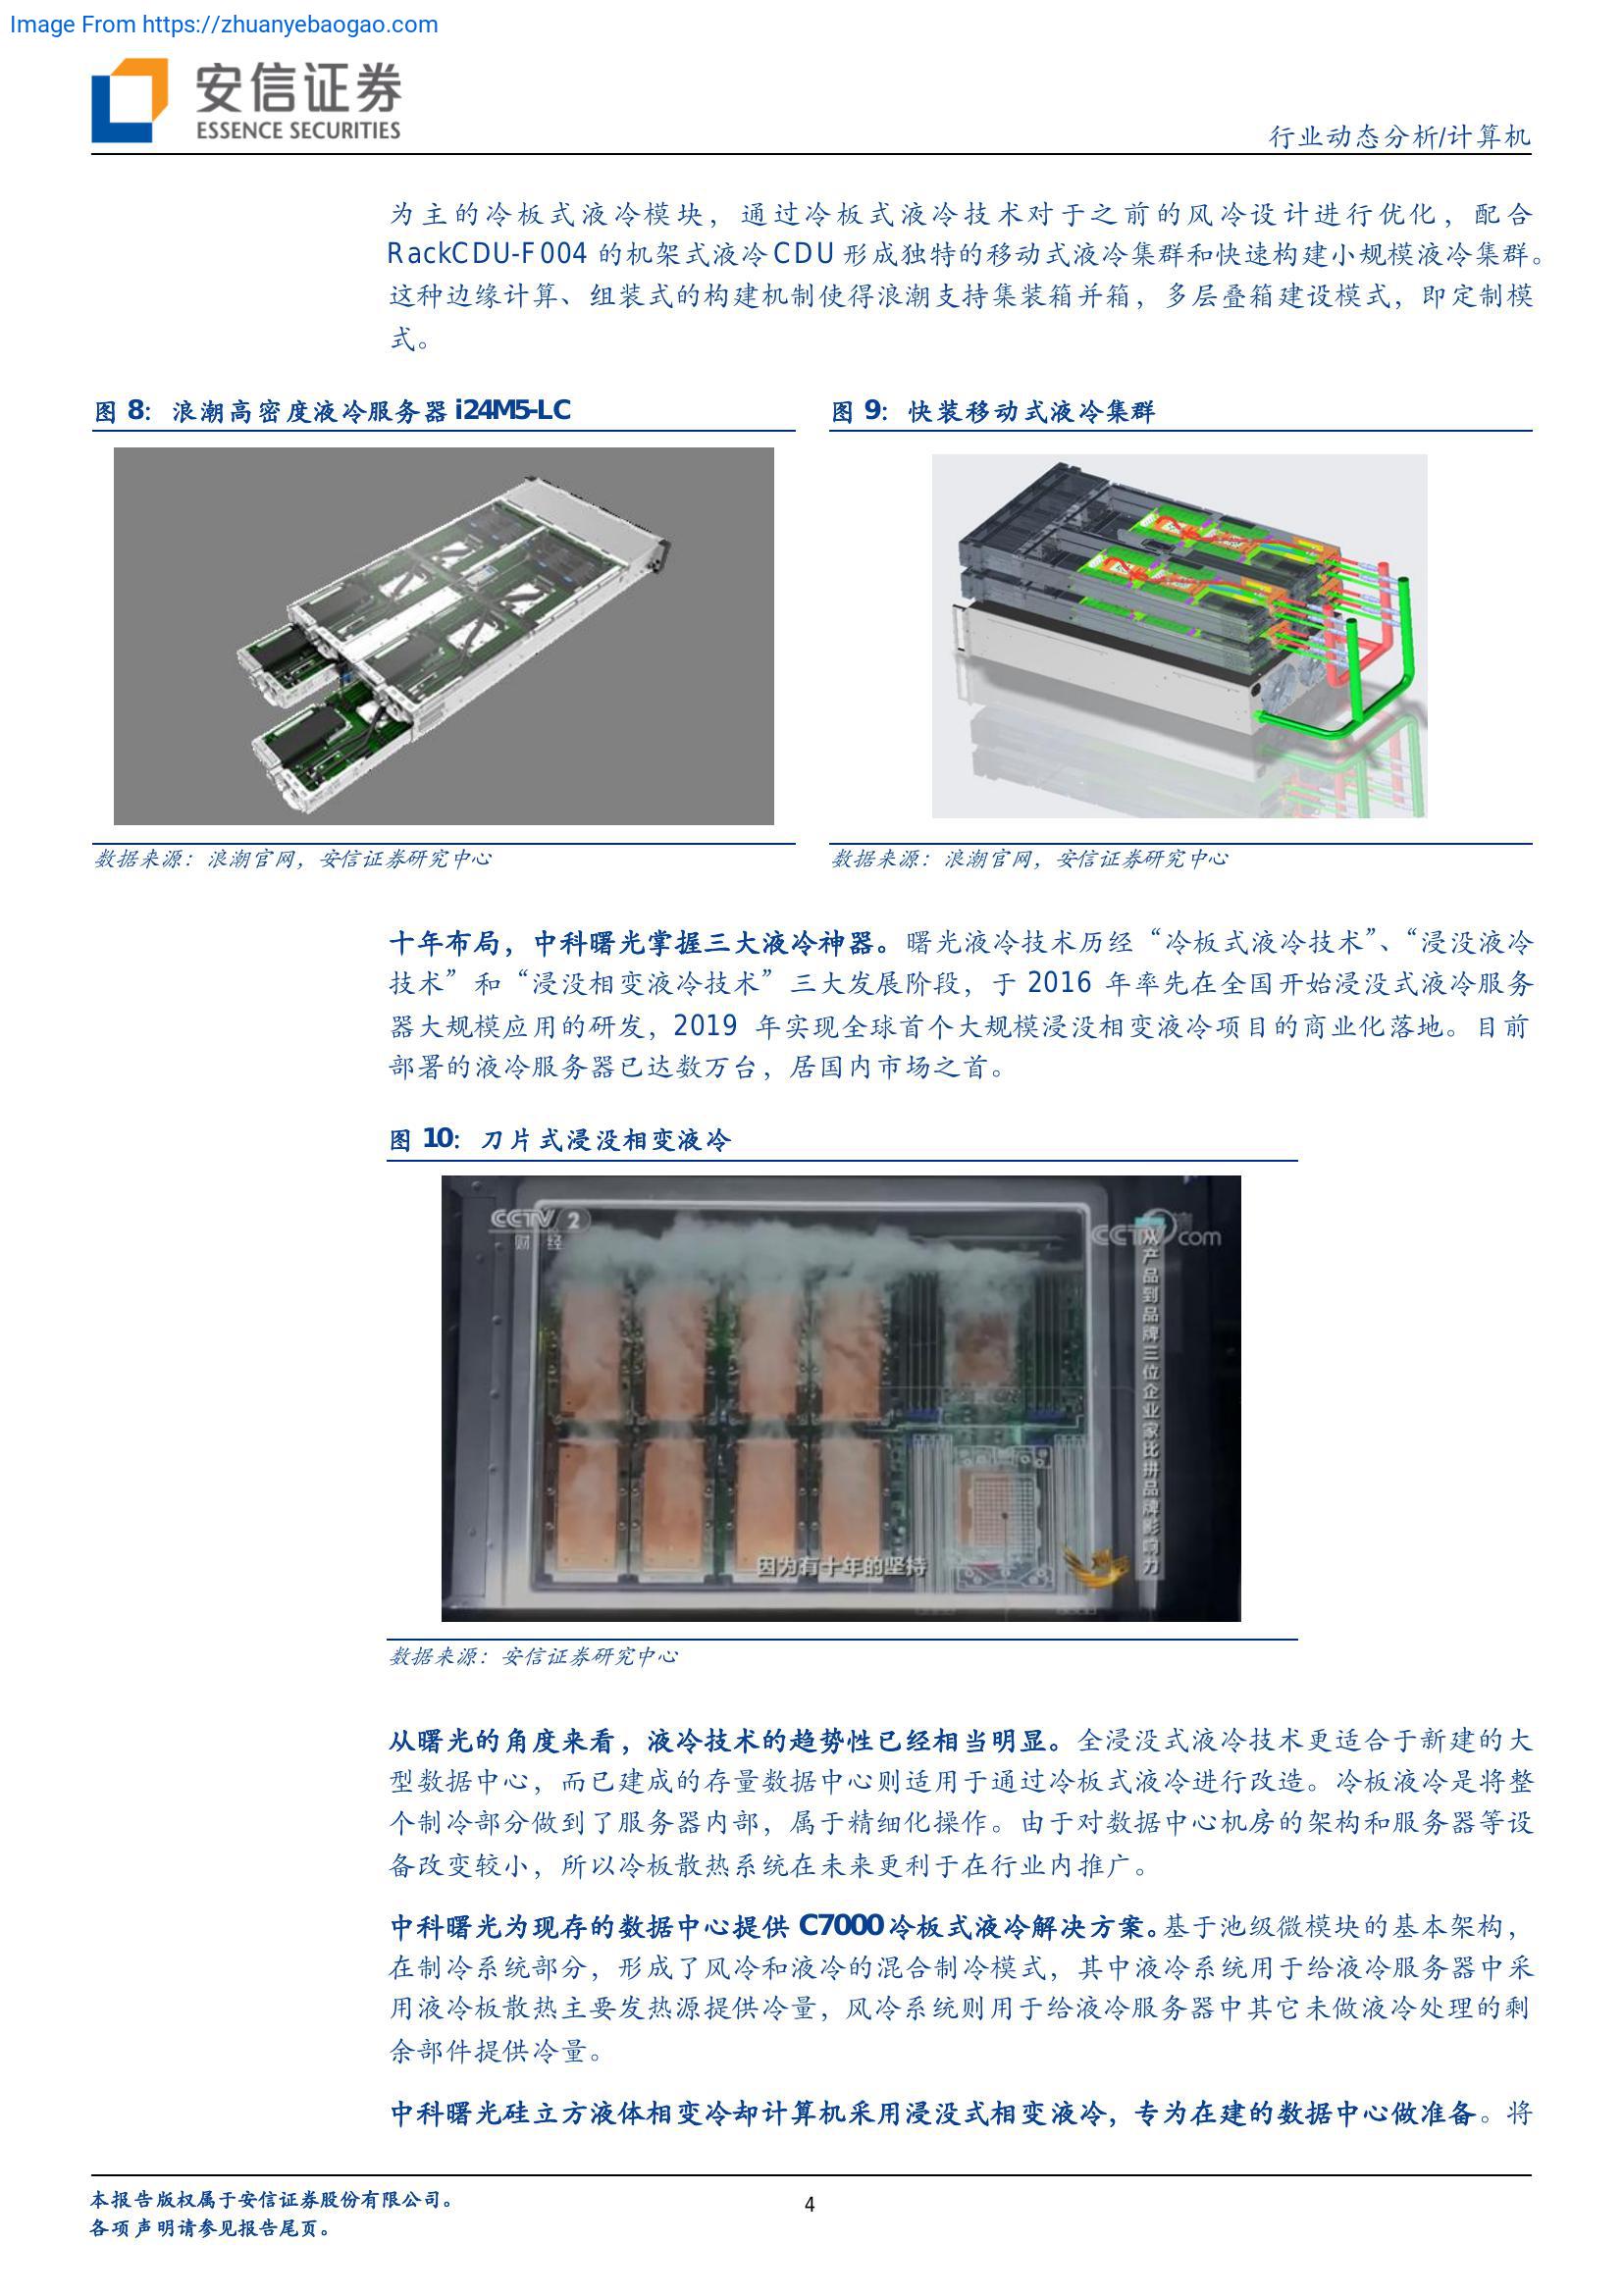 Image From https://zhuanyebaogao.com
安信证券
ESSENCE SECURITIES
行业动态分析/计算机
为主的冷板式液冷模块，通过冷板式液冷技术对于之前的风冷设计进行优化，配合
RackCDU-F004 的机架式液冷 CDU 形成独特的移动式液冷集群和快速构建小规模液冷集群。
这种边缘计算、组装式的构建机制使得浪潮支持集装箱并箱，多层叠箱建设模式，即定制模
式。
图 8：浪潮高密度液冷服务器 i24M5-LC
图 9：快装移动式液冷集群
数据来源：浪潮官网，安信证券研究中心
数据来源：浪潮官网，安信证券研究中心
十年布局，中科曙光掌握三大液冷神器。曙光液冷技术历经“冷板式液冷技术”、“浸没液冷
技术”和“浸没相变液冷技术”三大发展阶段，于 2016 年率先在全国开始浸没式液冷服务
器大规模应用的研发，2019 年实现全球首个大规模浸没相变液冷项目的商业化落地。目前
部署的液冷服务器已达数万台，居国内市场之首。
图 10：刀片式浸没相变液冷
CCTV 2
财 经
CCTV com
从产品到品牌三位企业家比拼品牌影响力
因为有十年的坚持
数据来源：安信证券研究中心
从曙光的角度来看，液冷技术的趋势性已经相当明显。全浸没式液冷技术更适合于新建的大
型数据中心，而已建成的存量数据中心则适用于通过冷板式液冷进行改造。冷板液冷是将整
个制冷部分做到了服务器内部，属于精细化操作。由于对数据中心机房的架构和服务器等设
备改变较小，所以冷板散热系统在未来更利于在行业内推广。
中科曙光为现存的数据中心提供 C7000 冷板式液冷解决方案。基于池级微模块的基本架构，
在制冷系统部分，形成了风冷和液冷的混合制冷模式，其中液冷系统用于给液冷服务器中采
用液冷板散热主要发热源提供冷量，风冷系统则用于给液冷服务器中其它未做液冷处理的剩
余部件提供冷量。
中科曙光硅立方液体相变冷却计算机采用浸没式相变液冷，专为在建的数据中心做准备。将
本报告版权属于安信证券股份有限公司。
4
各项声明请参见报告尾页。